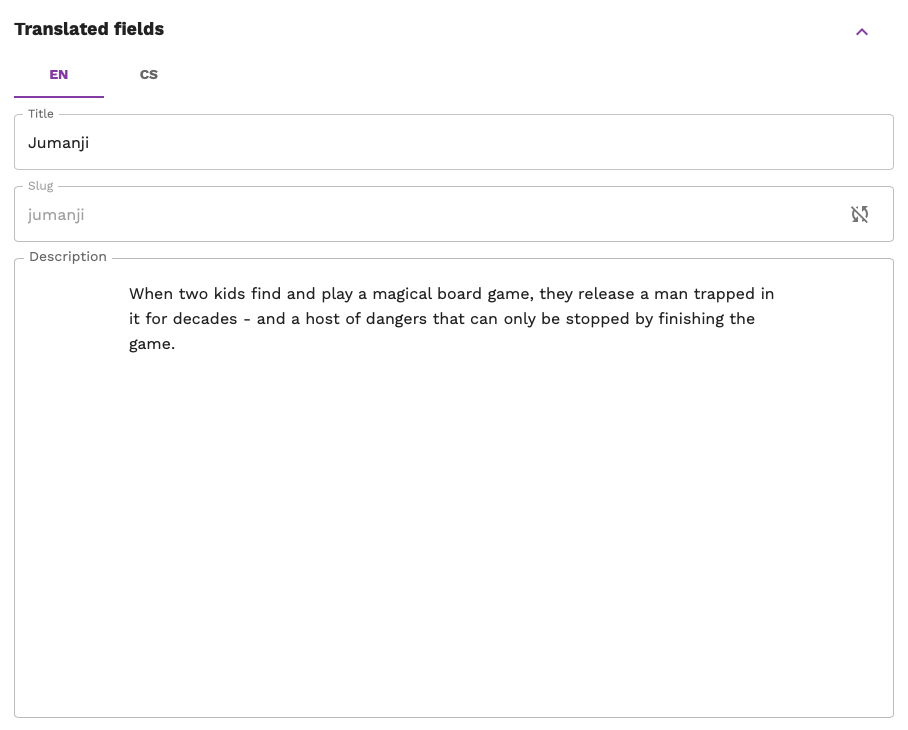 Translated fields
EN CS
Title
Jumanji
Slug
jumanji
Description
When two kids find and play a magical board game, they release a man trapped in
it for decades - and a host of dangers that can only be stopped by finishing the
game.